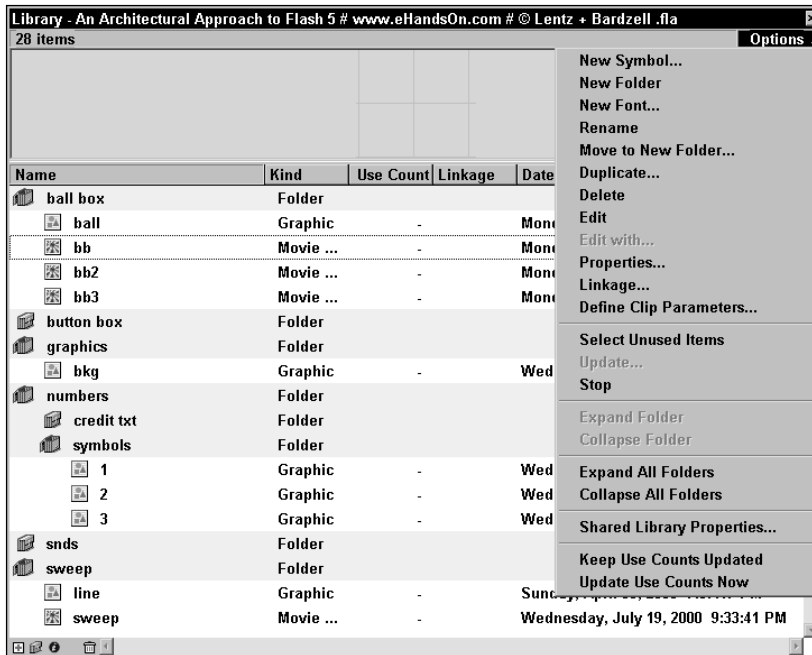 Library - An Architectural Approach to Flash 5 # www.eHandsOn.com # © Lentz + Bardzell .fla
28 items Options
Name Kind Use Count Linkage Date
ball box Folder
ball Graphic -
bb Movie ... -
bb2 Movie ... -
bb3 Movie ... -
button box Folder
graphics Folder
bkg Graphic - Wed
numbers Folder
credit txt Folder
symbols Folder
1 Graphic - Wed
2 Graphic - Wed
3 Graphic - Wed
snds Folder
sweep Folder
line Graphic -
sweep Movie ... - Wednesday, July 19, 2000 9:33:41 PM
New Symbol...
New Folder
New Font...
Rename
Move to New Folder...
Duplicate...
Delete
Edit
Edit with...
Properties...
Linkage...
Define Clip Parameters...
Select Unused Items
Update...
Stop
Expand Folder
Collapse Folder
Expand All Folders
Collapse All Folders
Shared Library Properties...
Keep Use Counts Updated
Update Use Counts Now